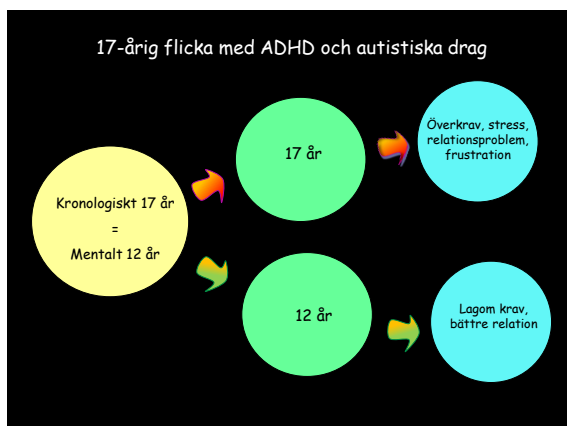 17-årig flicka med ADHD och autistiska drag
Kronologiskt 17 år
=
Mentalt 12 år
17 år
Överkrav, stress,
relationsproblem,
frustration
12 år
Lagom krav,
bättre relation